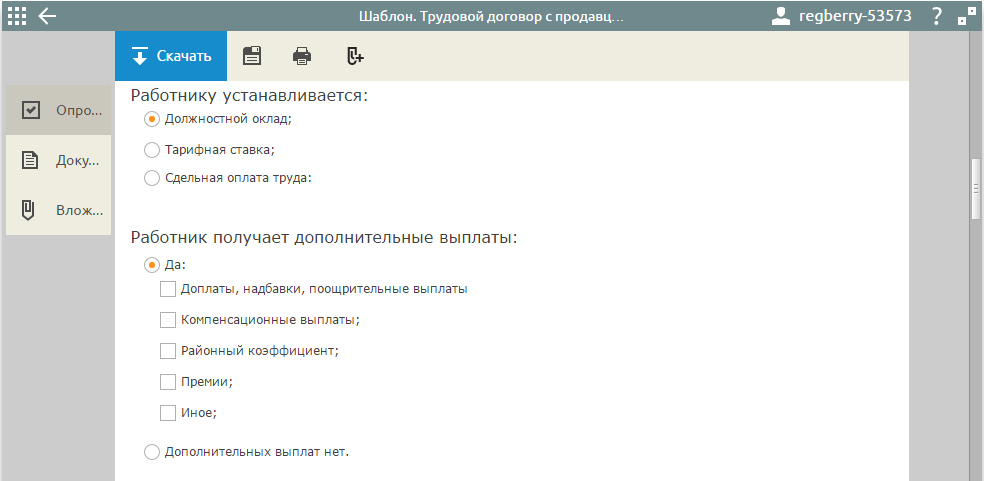 Шаблон. Трудовой договор с продавц...
regberry-53573
?
Скачать
Опро...
Доку...
Влож...
Работнику устанавливается:
Должностной оклад;
Тарифная ставка;
Сдельная оплата труда:
Работник получает дополнительные выплаты:
Да:
Доплаты, надбавки, поощрительные выплаты
Компенсационные выплаты;
Районный коэффициент;
Премии;
Иное;
Дополнительных выплат нет.